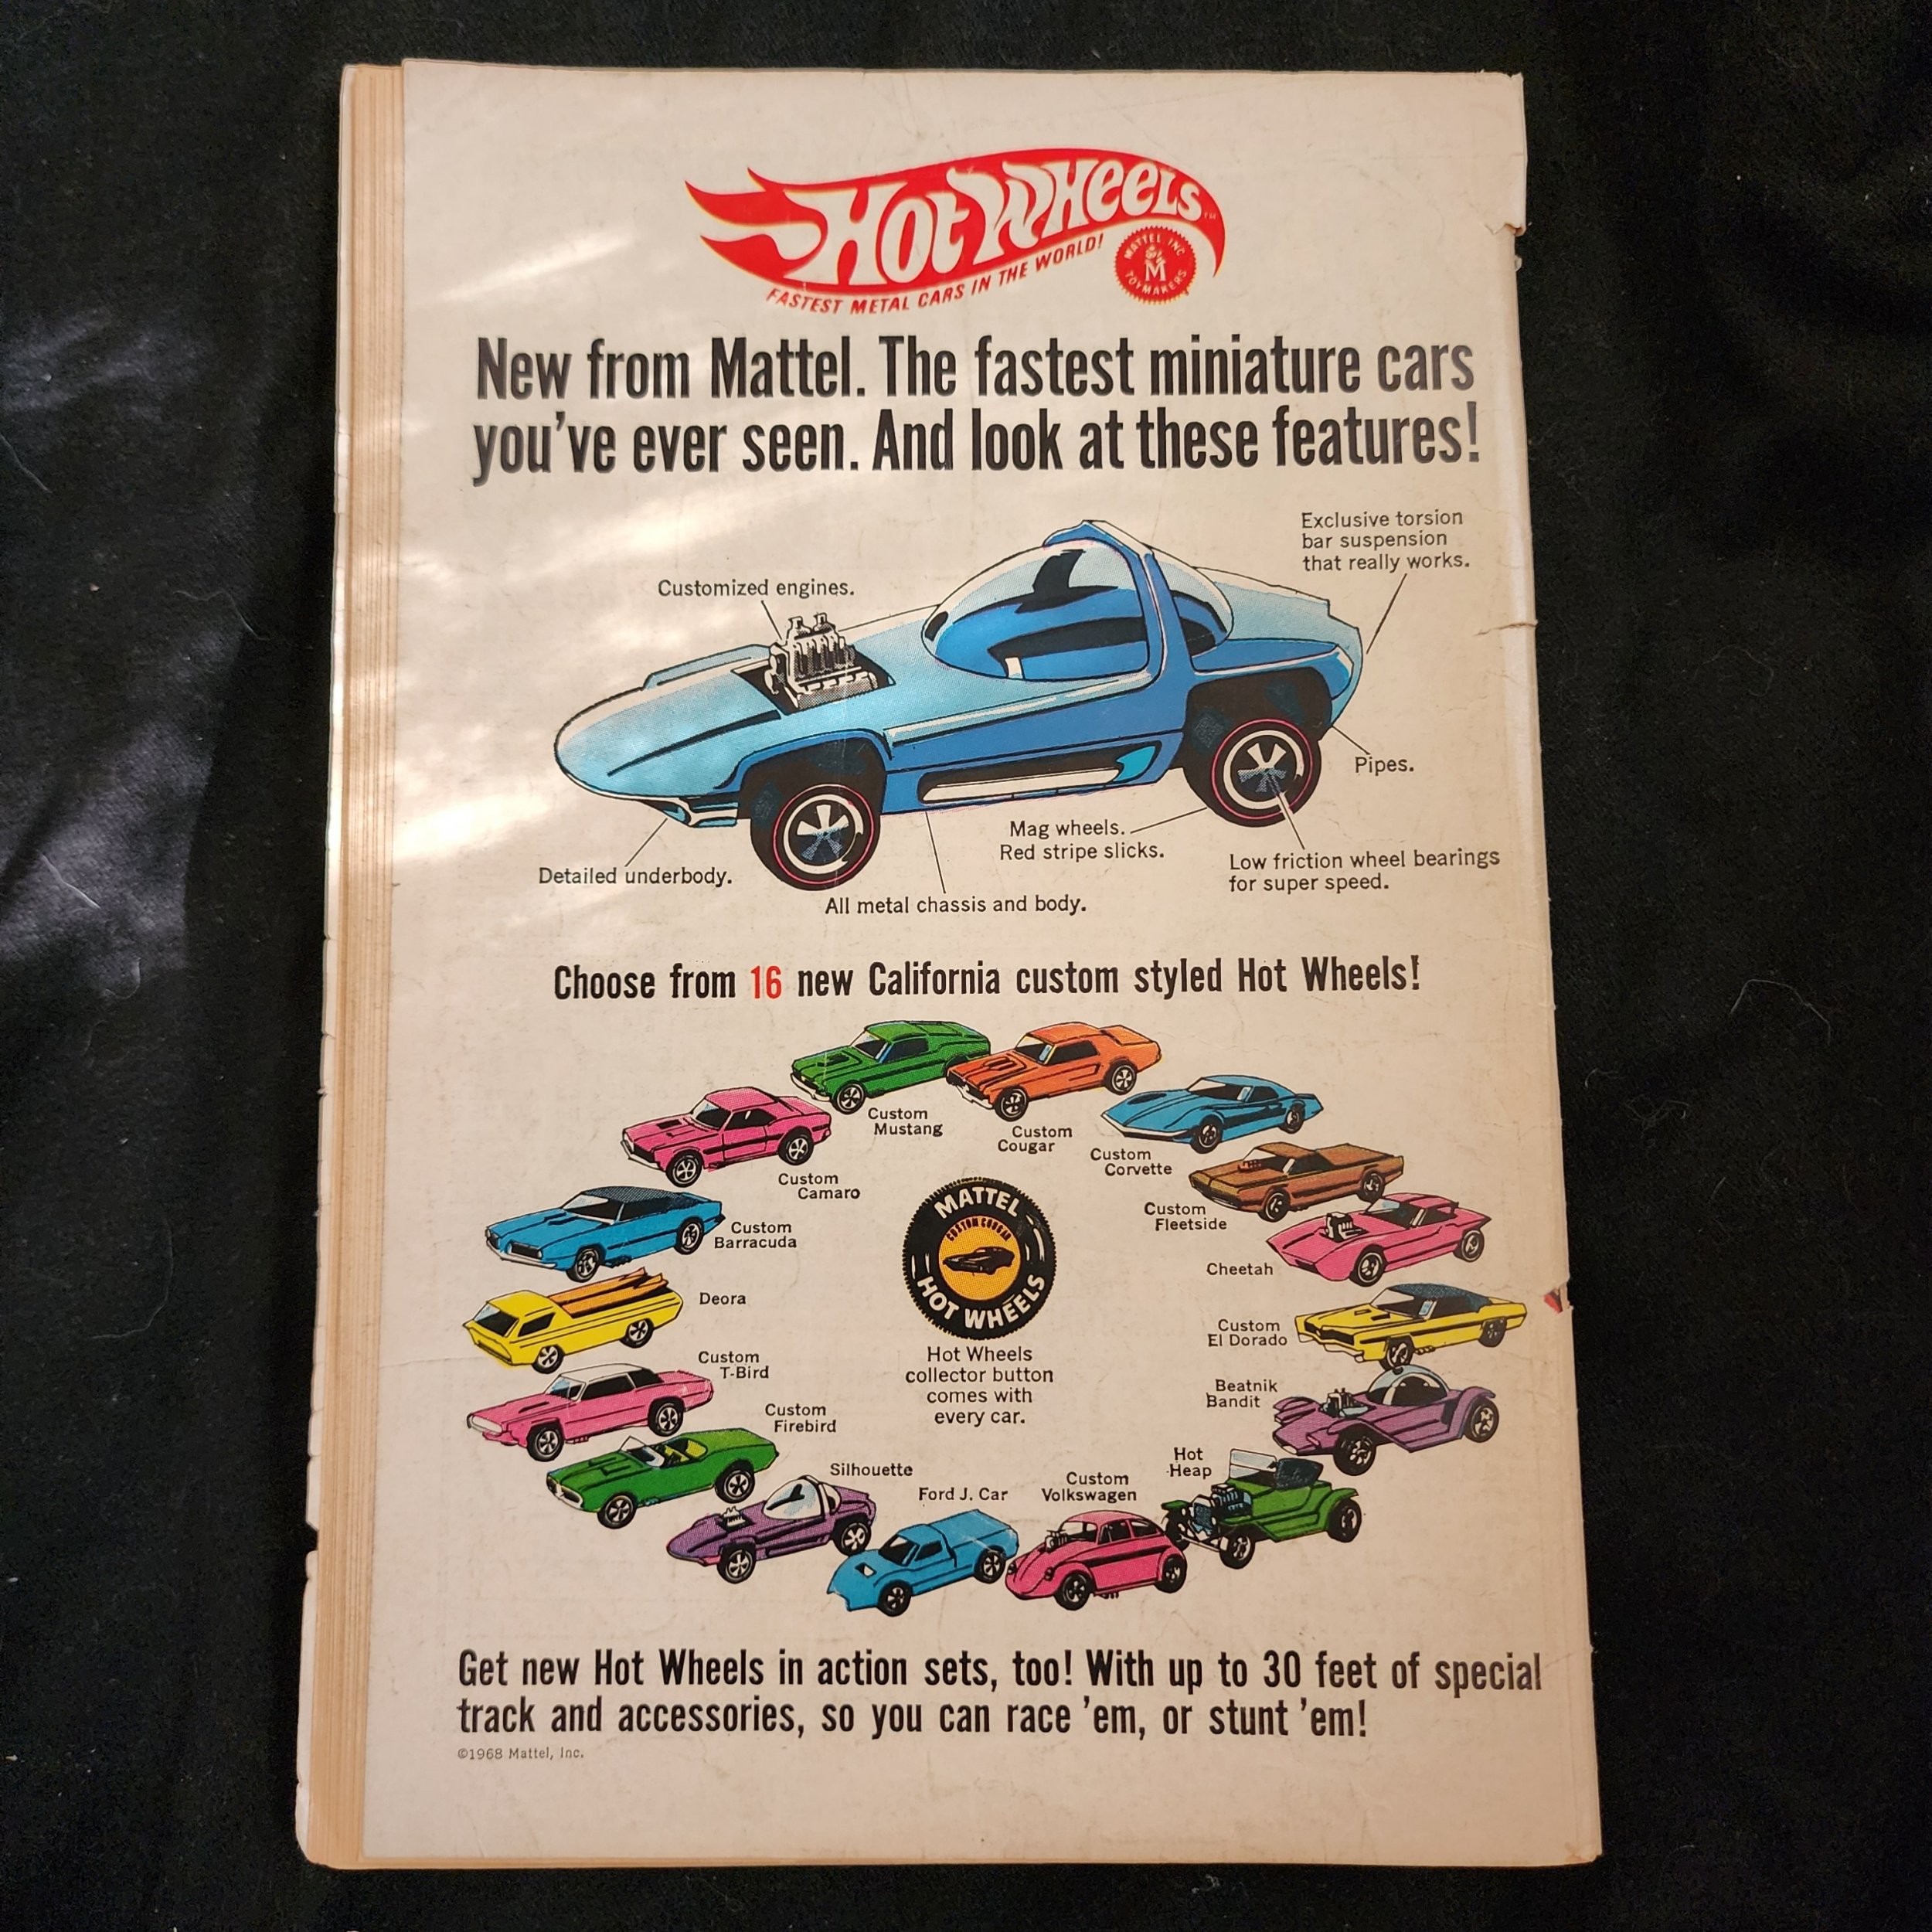 Hot Wheels™
FASTEST METAL CARS IN THE WORLD!
MATTEL INC
M
TOYMAKERS
New from Mattel. The fastest miniature cars
you've ever seen. And look at these features!
Exclusive torsion
bar suspension
that really works.
Customized engines.
Pipes.
Mag wheels.
Red stripe slicks.
Low friction wheel bearings
for super speed.
Detailed underbody.
All metal chassis and body.
Choose from 16 new California custom styled Hot Wheels!
Custom
Mustang
Custom
Cougar
Custom
Corvette
Custom
Camaro
Custom
Fleetside
Custom
Barracuda
Cheetah
Deora
Custom
El Dorado
Custom
T-Bird
Beatnik
Bandit
Custom
Firebird
Hot
Heap
Silhouette
Ford J. Car
Custom
Volkswagen
MATTEL
CUSTOM COUGAR
HOT WHEELS
Hot Wheels
collector button
comes with
every car.
Get new Hot Wheels in action sets, too! With up to 30 feet of special
track and accessories, so you can race 'em, or stunt 'em!
©1968 Mattel, Inc.